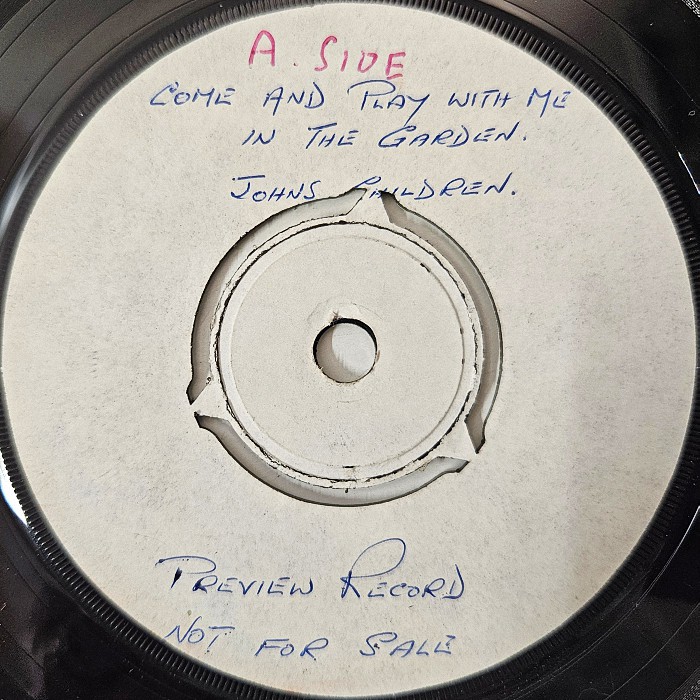 A. SIDE
COME AND PLAY WITH ME
IN THE GARDEN.
JOHNS CHILDREN.
PREVIEW RECORD
NOT FOR SALE